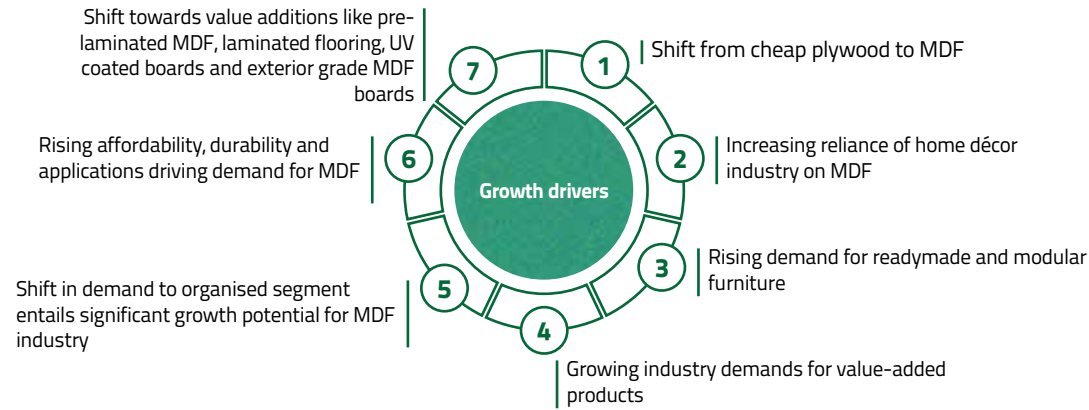 Growth drivers
1
Shift from cheap plywood to MDF
2
Increasing reliance of home décor
industry on MDF
3
Rising demand for readymade and modular
furniture
4
Growing industry demands for value-added
products
5
Shift in demand to organised segment
entails significant growth potential for MDF
industry
6
Rising affordability, durability and
applications driving demand for MDF
7
Shift towards value additions like pre-
laminated MDF, laminated flooring, UV
coated boards and exterior grade MDF
boards